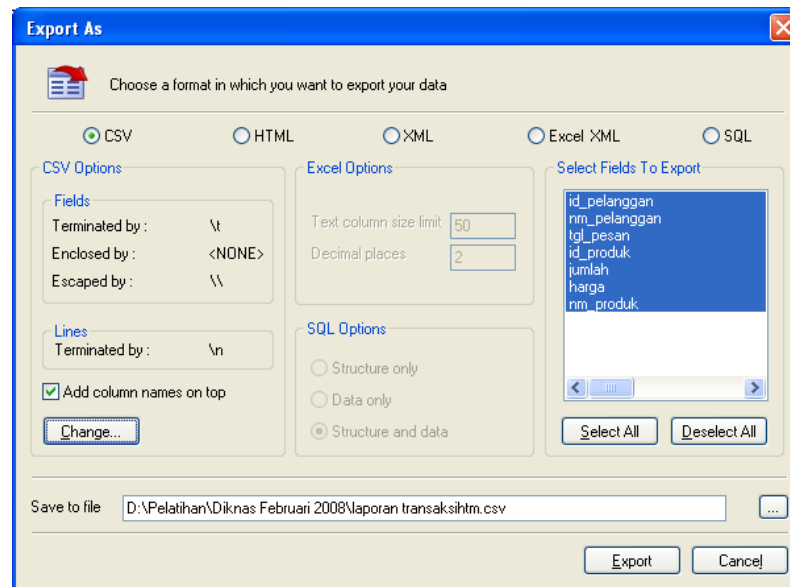 Export As
Choose a format in which you want to export your data
CSV
HTML
XML
Excel XML
SQL
CSV Options
Fields
Terminated by : \t
Enclosed by : <NONE>
Escaped by : \\
Lines
Terminated by : \n
Add column names on top
Change...
Excel Options
Text column size limit 50
Decimal places 2
SQL Options
Structure only
Data only
Structure and data
Select Fields To Export
id_pelanggan
nm_pelanggan
tgl_pesan
id_produk
jumlah
harga
nm_produk
Select All
Deselect All
Save to file D:\Pelatihan\Diknas Februari 2008\laporan transaksihtm.csv
...
Export
Cancel